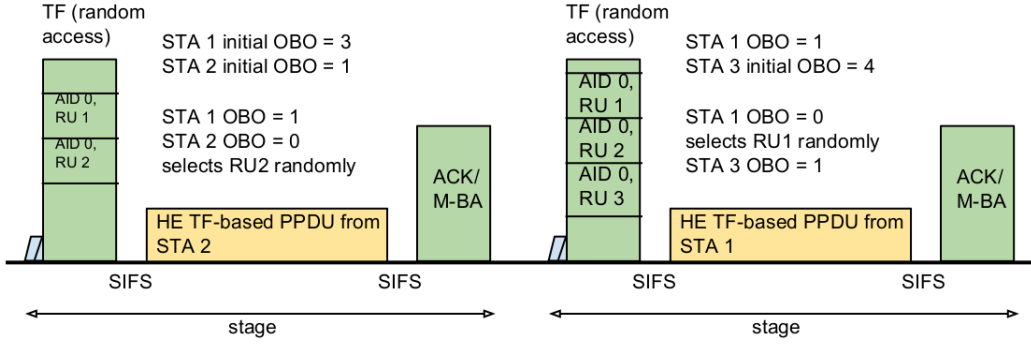 TF (random
access)
STA 1 initial OBO = 3
STA 2 initial OBO = 1
STA 1 OBO = 1
STA 2 OBO = 0
selects RU2 randomly
AID 0,
RU 1
AID 0,
RU 2
ACK/
M-BA
HE TF-based PPDU from
STA 2
SIFS
SIFS
stage
TF (random
access)
STA 1 OBO = 1
STA 3 initial OBO = 4
STA 1 OBO = 0
selects RU1 randomly
STA 3 OBO = 1
AID 0,
RU 1
AID 0,
RU 2
AID 0,
RU 3
ACK/
M-BA
HE TF-based PPDU from
STA 1
SIFS
SIFS
stage